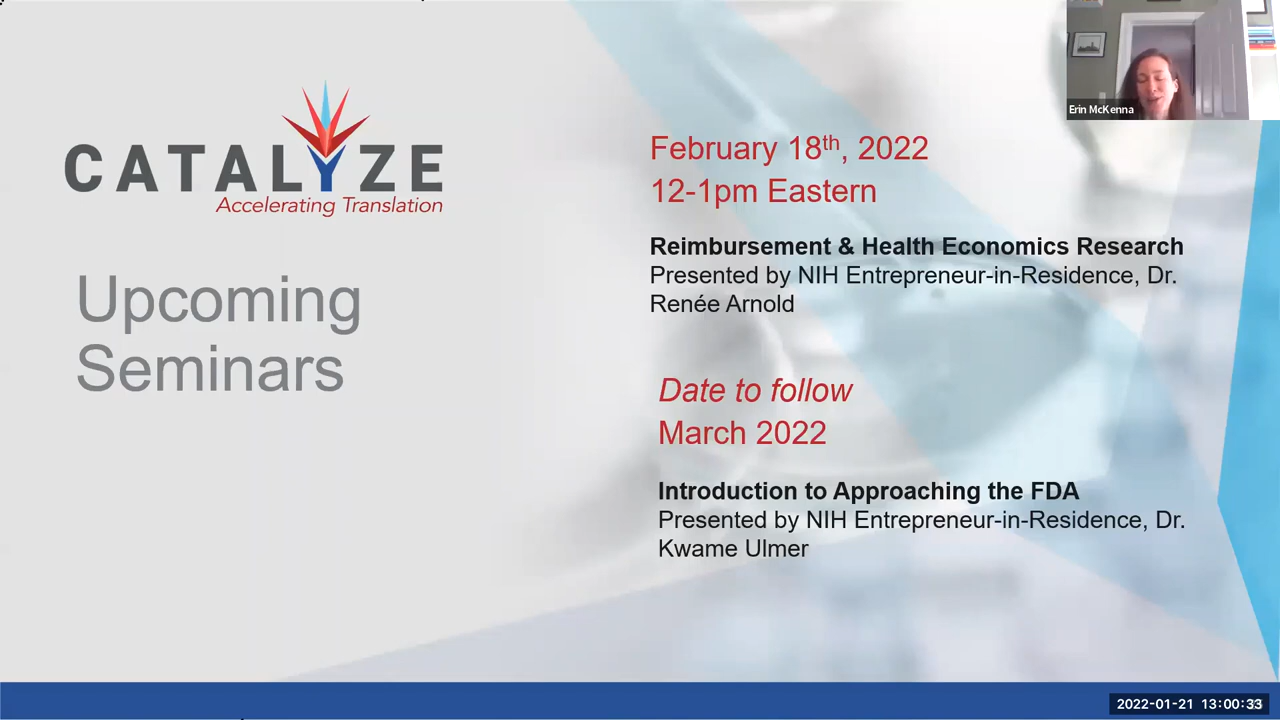 CATALYZE
Accelerating Translation
Upcoming
Seminars
February 18th, 2022
12-1pm Eastern
Reimbursement & Health Economics Research
Presented by NIH Entrepreneur-in-Residence, Dr.
Renée Arnold
Date to follow
March 2022
Introduction to Approaching the FDA
Presented by NIH Entrepreneur-in-Residence, Dr.
Kwame Ulmer
Erin McKenna
2022-01-21 13:00:33